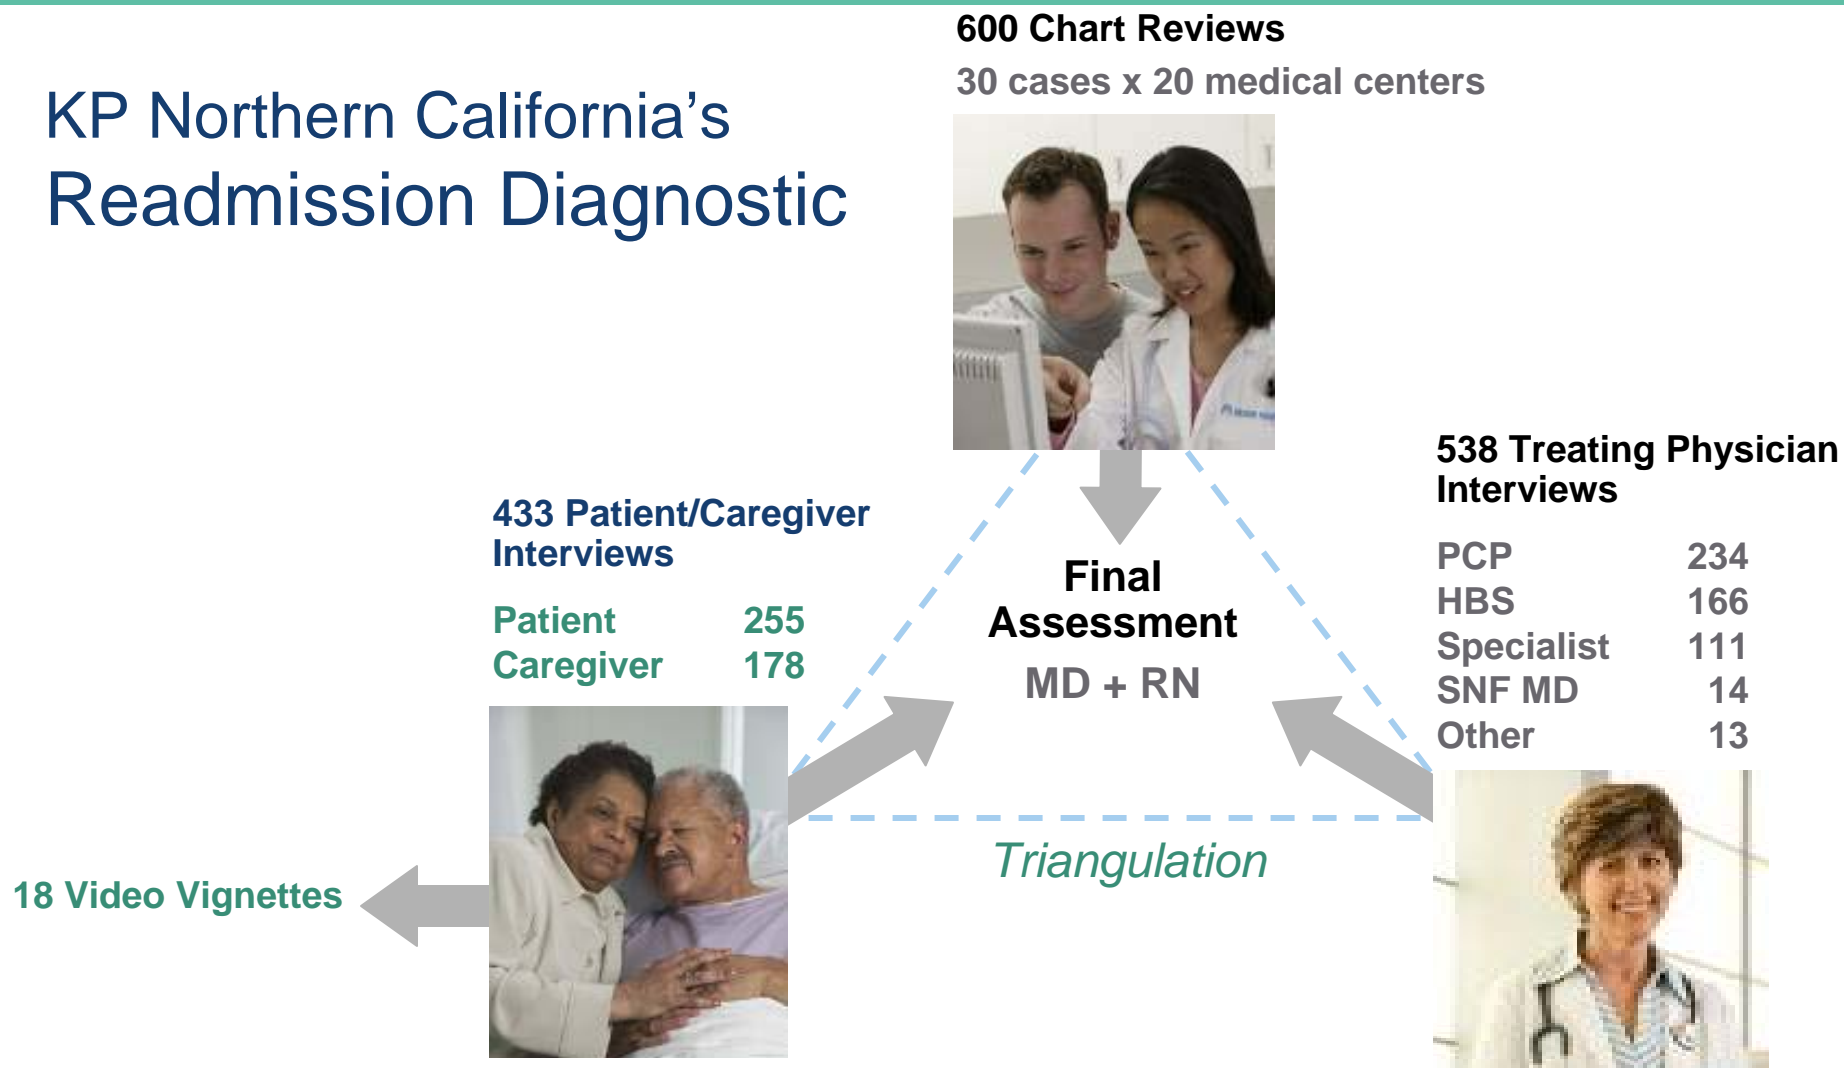 KP Northern California's
Readmission Diagnostic
600 Chart Reviews
30 cases x 20 medical centers
433 Patient/Caregiver
Interviews
Patient 255
Caregiver 178
Final
Assessment
MD + RN
538 Treating Physician
Interviews
PCP 234
HBS 166
Specialist 111
SNF MD 14
Other 13
Triangulation
18 Video Vignettes